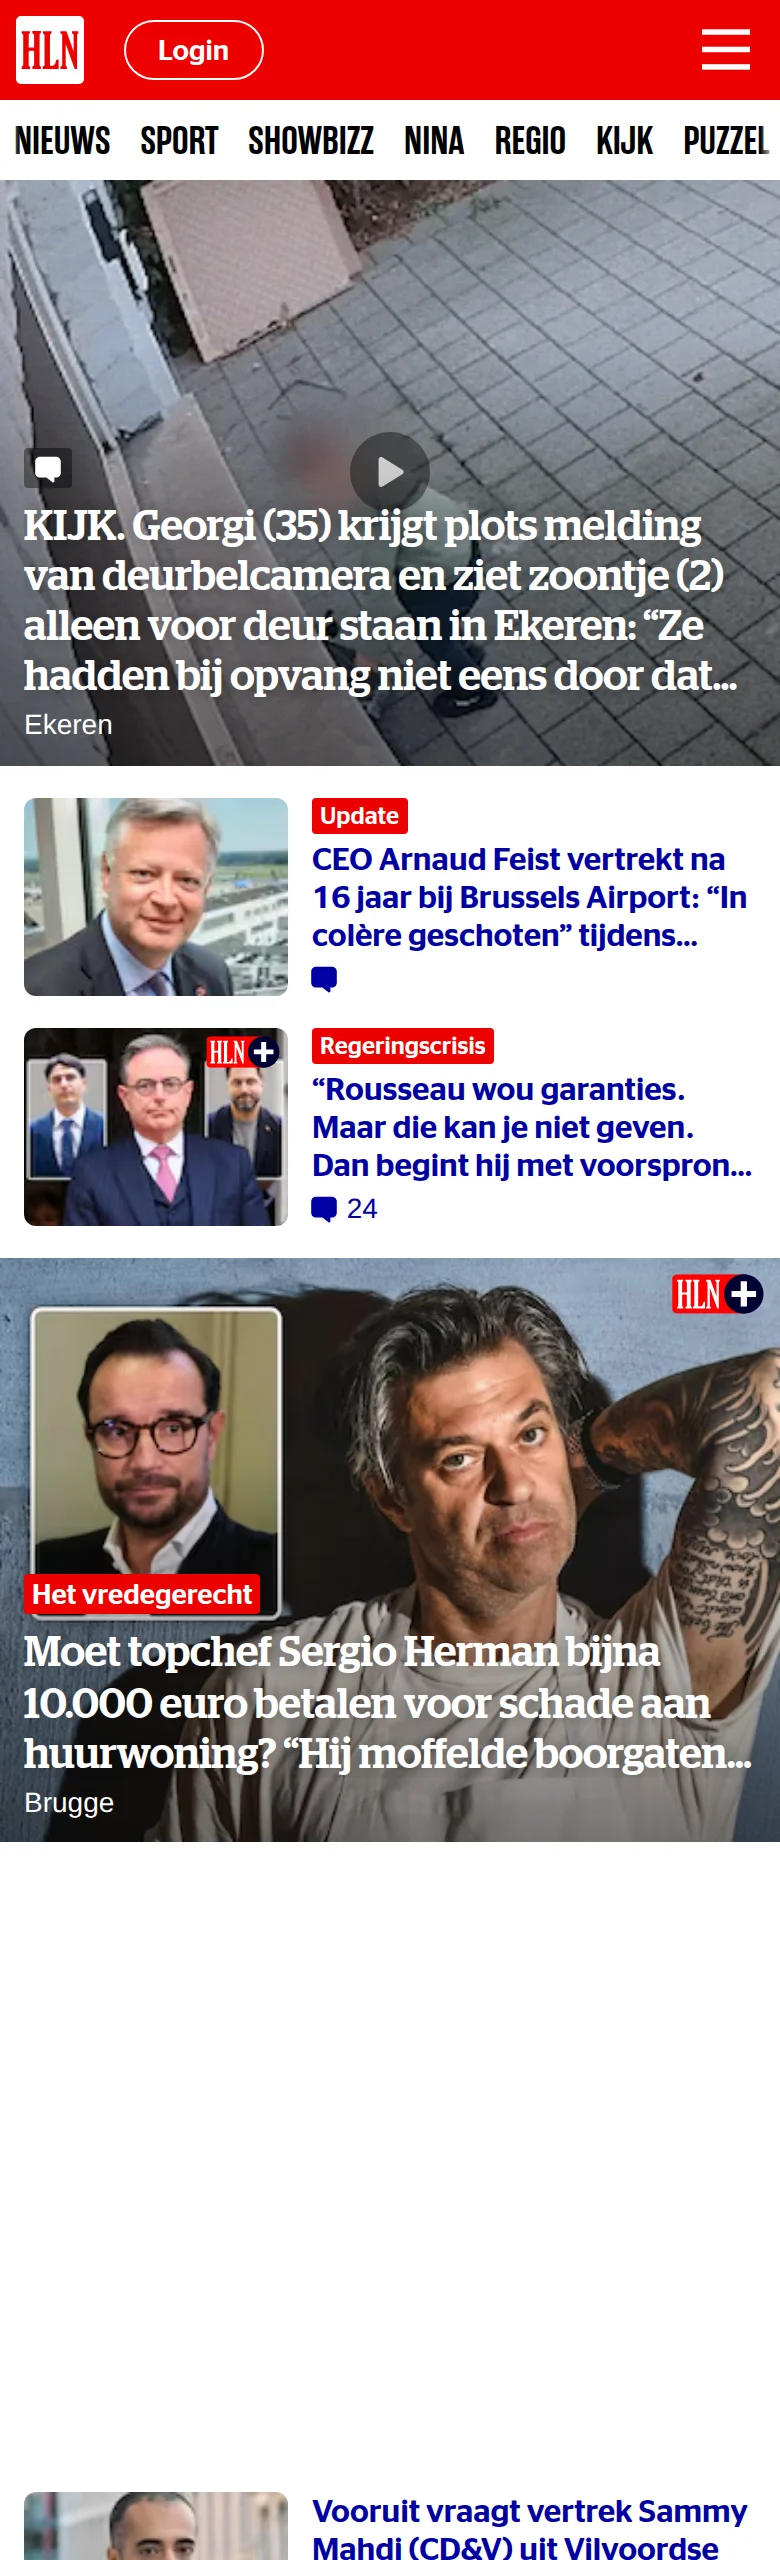 HLN
Login
NIEUWS SPORT SHOWBIZZ NINA REGIO KIJK PUZZEL
KIJK. Georgi (35) krijgt plots melding
van deurbelcamera en ziet zoontje (2)
alleen voor deur staan in Ekeren: “Ze
hadden bij opvang niet eens door dat...
Ekeren
Update
CEO Arnaud Feist vertrekt na
16 jaar bij Brussels Airport: “In
colère geschoten” tijdens...
HLN+
Regeringscrisis
“Rousseau wou garanties.
Maar die kan je niet geven.
Dan begint hij met voorspron...
24
HLN+
Het vredegerecht
Moet topchef Sergio Herman bijna
10.000 euro betalen voor schade aan
huurwoning? “Hij moffelde boorgaten...
Brugge
Vooruit vraagt vertrek Sammy
Mahdi (CD&V) uit Vilvoordse